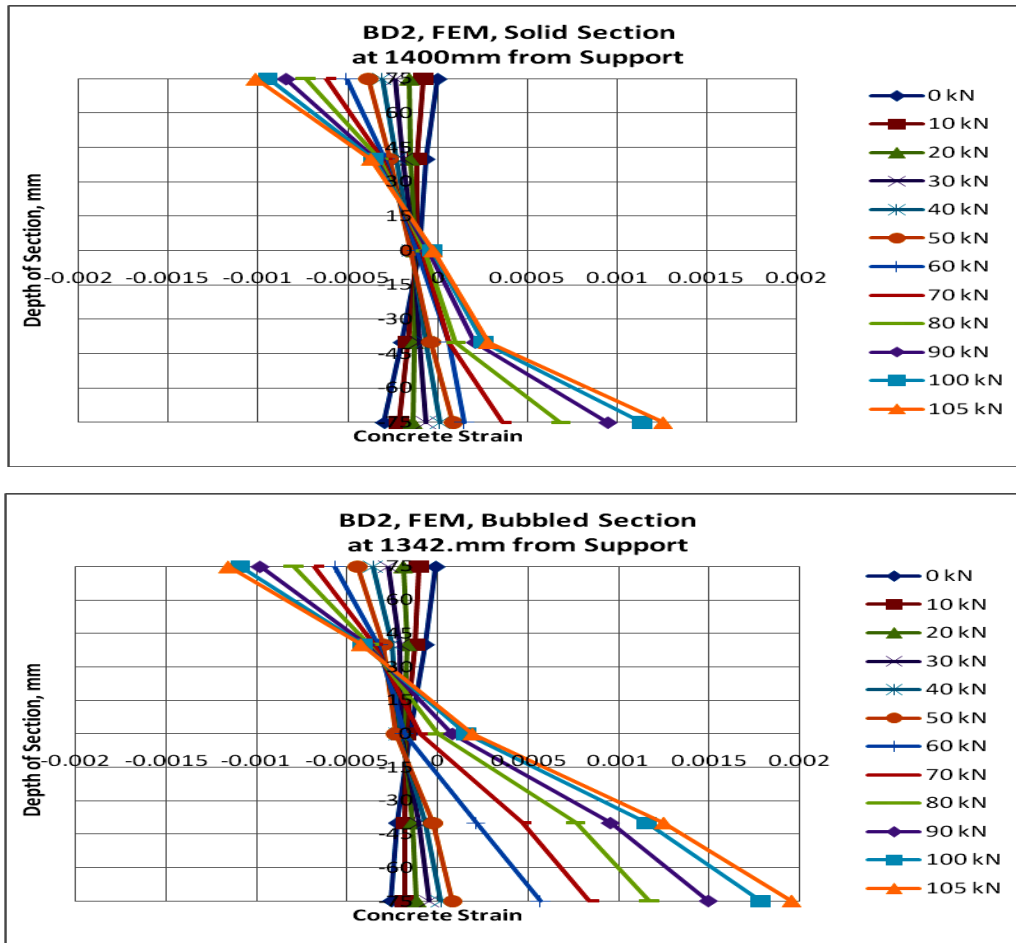 BD2, FEM, Solid Section
at 1400mm from Support
Depth of Section, mm
75
60
45
30
15
0
-15
-30
-45
-60
-75
-0.002 -0.0015 -0.001 -0.0005 0 0.0005 0.001 0.0015 0.002
Concrete Strain
0 kN
10 kN
20 kN
30 kN
40 kN
50 kN
60 kN
70 kN
80 kN
90 kN
100 kN
105 kN
BD2, FEM, Bubbled Section
at 1342.mm from Support
Depth of Section, mm
75
60
45
30
15
0
-15
-30
-45
-60
-75
-0.002 -0.0015 -0.001 -0.0005 0 0.0005 0.001 0.0015 0.002
Concrete Strain
0 kN
10 kN
20 kN
30 kN
40 kN
50 kN
60 kN
70 kN
80 kN
90 kN
100 kN
105 kN